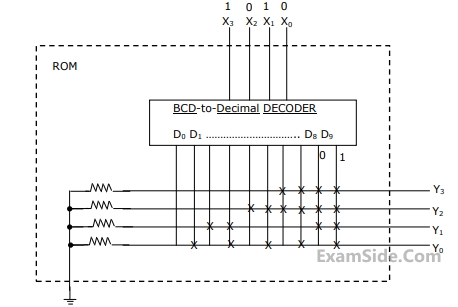 1 0 1 0
X3 X2 X1 X0
ROM
BCD-to-Decimal DECODER
D0 D1 ................................ D8 D9
0 1
Y3
Y2
Y1
Y0
ExamSide.Com